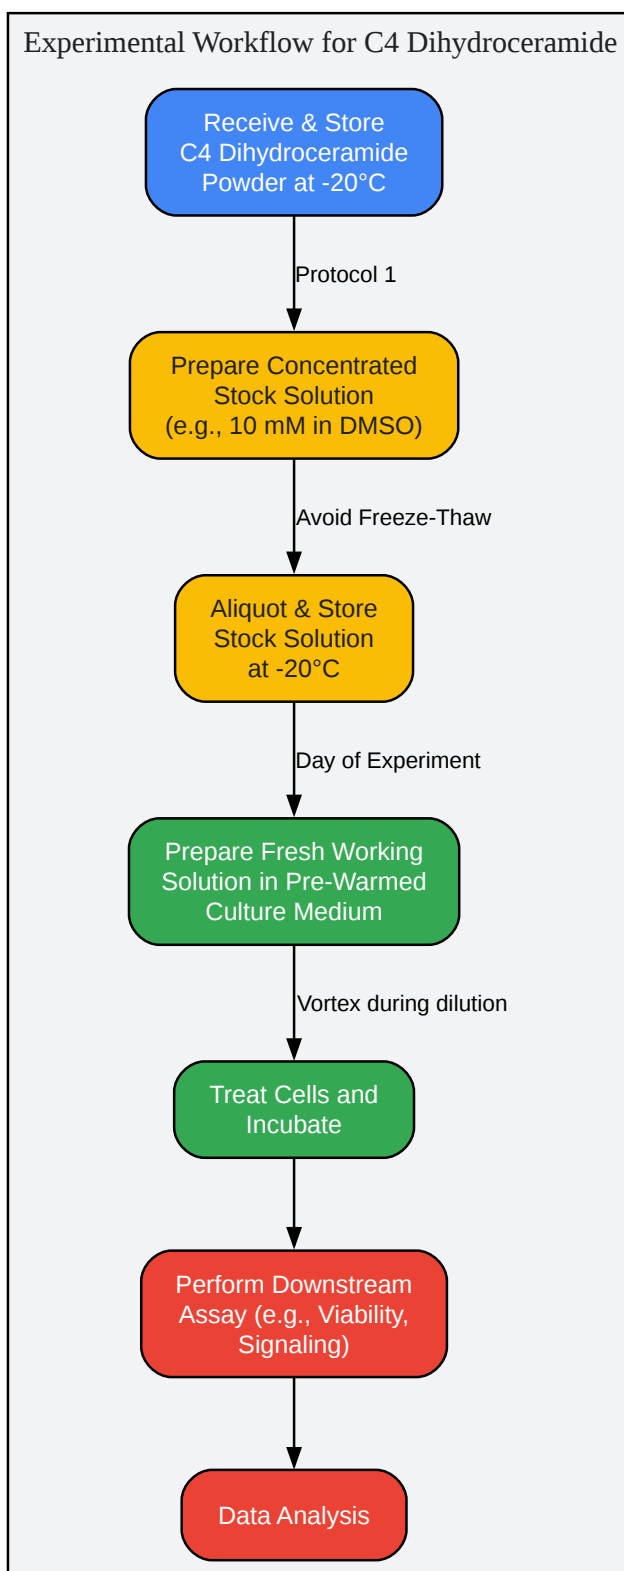 Experimental Workflow for C4 Dihydroceramide
Receive & Store
C4 Dihydroceramide
Powder at -20°C
Protocol 1
Prepare Concentrated
Stock Solution
(e.g., 10 mM in DMSO)
Avoid Freeze-Thaw
Aliquot & Store
Stock Solution
at -20°C
Day of Experiment
Prepare Fresh Working
Solution in Pre-Warmed
Culture Medium
Vortex during dilution
Treat Cells and
Incubate
Perform Downstream
Assay (e.g., Viability,
Signaling)
Data Analysis